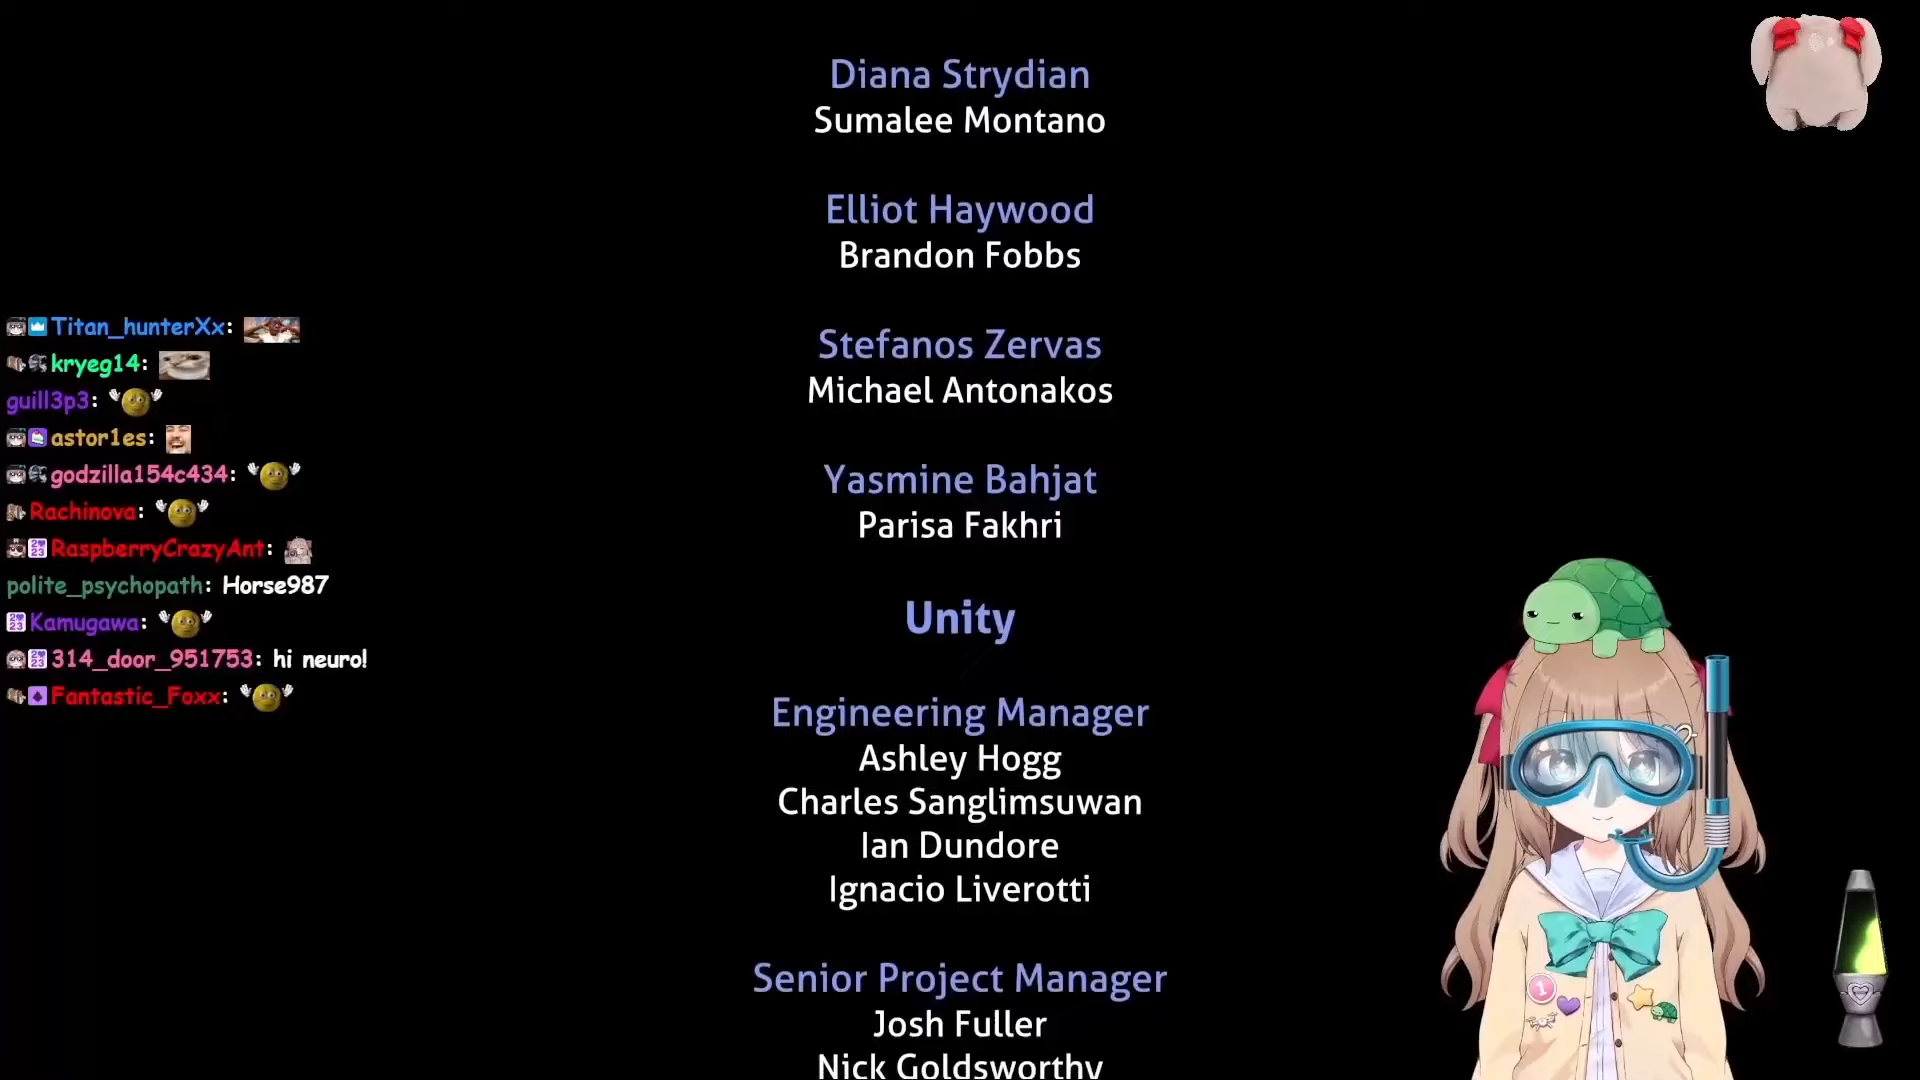 Diana Strydian
Sumalee Montano
Elliot Haywood
Brandon Fobbs
Stefanos Zervas
Michael Antonakos
Yasmine Bahjat
Parisa Fakhri
Unity
Engineering Manager
Ashley Hogg
Charles Sanglimsuwan
Ian Dundore
Ignacio Liverotti
Senior Project Manager
Josh Fuller
Nick Goldsworthy
Titan_hunterXx:
kryeg14:
guill3p3:
astor1es:
godzilla154c434:
Rachinova:
RaspberryCrazyAnt:
polite_psychopath: Horse987
Kamugawa:
314_door_951753: hi neuro!
Fantastic_Foxx:
1